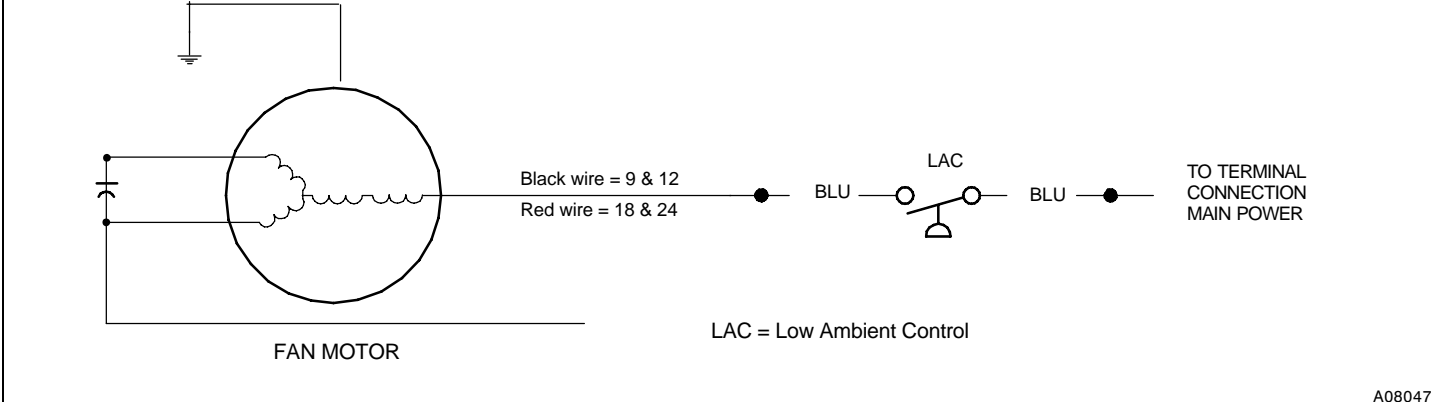 Black wire = 9 & 12
Red wire = 18 & 24
BLU
LAC
BLU
TO TERMINAL
CONNECTION
MAIN POWER
LAC = Low Ambient Control
FAN MOTOR
A08047